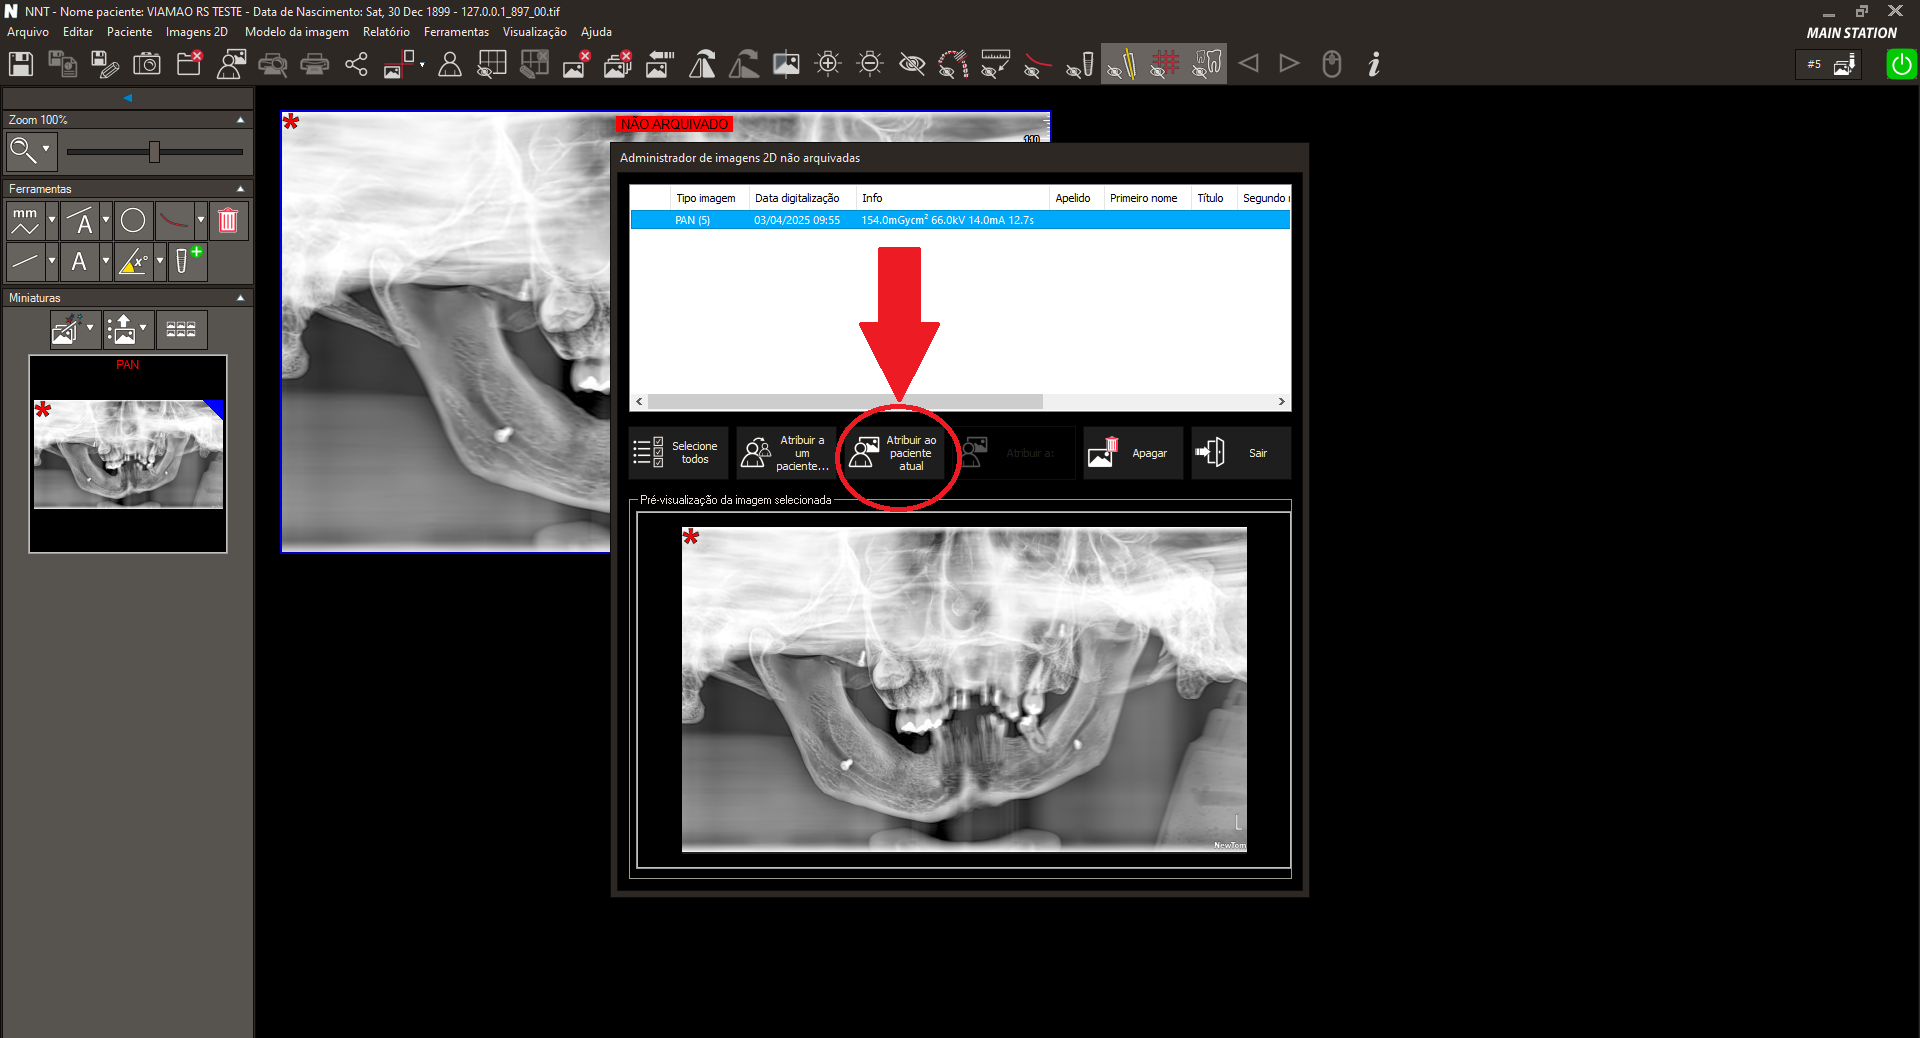 NNT - Nome paciente: VIAMAO RS TESTE - Data de Nascimento: Sat, 30 Dec 1899 - 127.0.0.1_897_00.tif
Arquivo Editar Paciente Imagens 2D Modelo da imagem Relatório Ferramentas Visualização Ajuda
MAIN STATION
#5
Zoom 100%
Ferramentas
mm
A
A
x°
Miniaturas
PAN
NÃO ARQUIVADO
110
Administrador de imagens 2D não arquivadas
Tipo imagem Data digitalização Info Apelido Primeiro nome Título Segundo
PAN (5) 03/04/2025 09:55 154.0mGycm² 66.0kV 14.0mA 12.7s
Selecione todos
Atribuir a um paciente...
Atribuir ao paciente atual
Atribuir a:
Apagar
Sair
Pré-visualização da imagem selecionada
L
NewTom